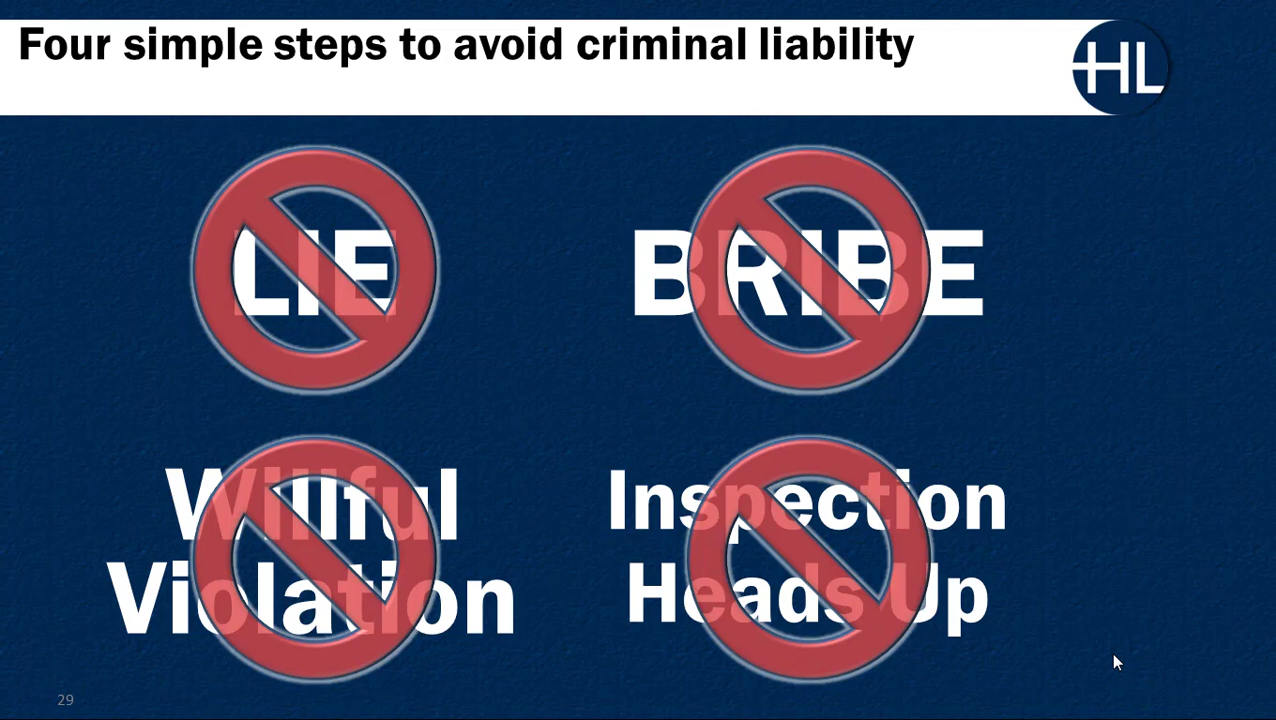 Four simple steps to avoid criminal liability
HL
LIE
BRIBE
Willful
Violation
Inspection
Heads Up
29